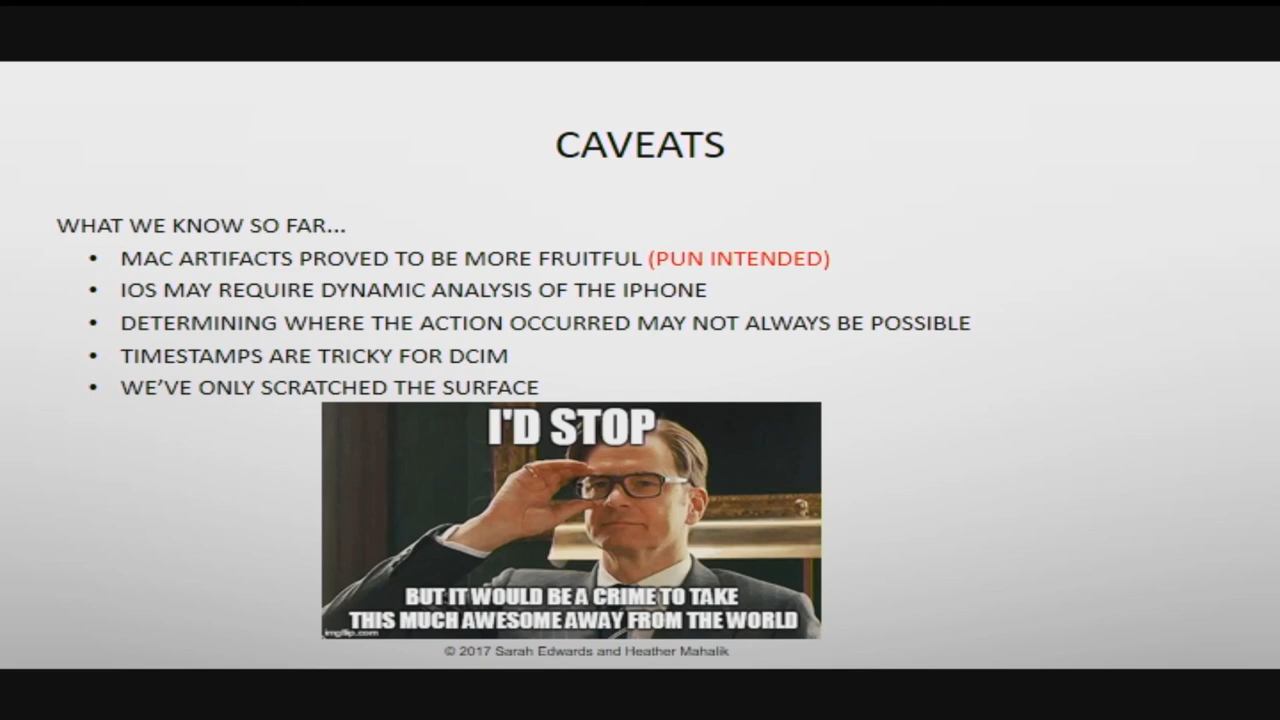 CAVEATS
WHAT WE KNOW SO FAR...
• MAC ARTIFACTS PROVED TO BE MORE FRUITFUL (PUN INTENDED)
• IOS MAY REQUIRE DYNAMIC ANALYSIS OF THE IPHONE
• DETERMINING WHERE THE ACTION OCCURRED MAY NOT ALWAYS BE POSSIBLE
• TIMESTAMPS ARE TRICKY FOR DCIM
• WE'VE ONLY SCRATCHED THE SURFACE
I'D STOP
BUT IT WOULD BE A CRIME TO TAKE
THIS MUCH AWESOME AWAY FROM THE WORLD
imgflip.com
© 2017 Sarah Edwards and Heather Mahalik